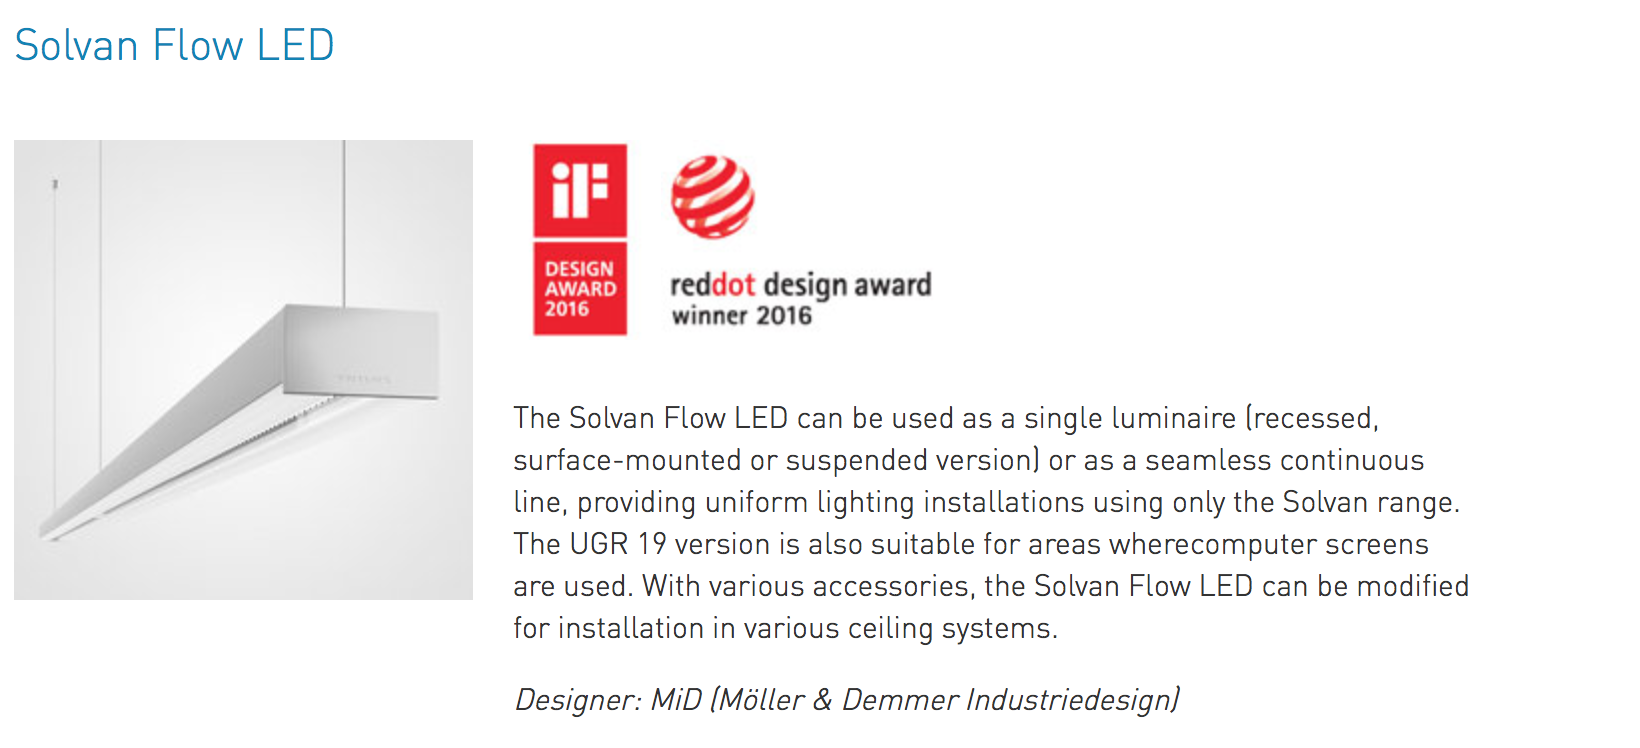 Solvan Flow LED
iF
DESIGN
AWARD
2016
reddot design award
winner 2016
The Solvan Flow LED can be used as a single luminaire (recessed,
surface-mounted or suspended version) or as a seamless continuous
line, providing uniform lighting installations using only the Solvan range.
The UGR 19 version is also suitable for areas wherecomputer screens
are used. With various accessories, the Solvan Flow LED can be modified
for installation in various ceiling systems.
Designer: MiD (Möller & Demmer Industriedesign)